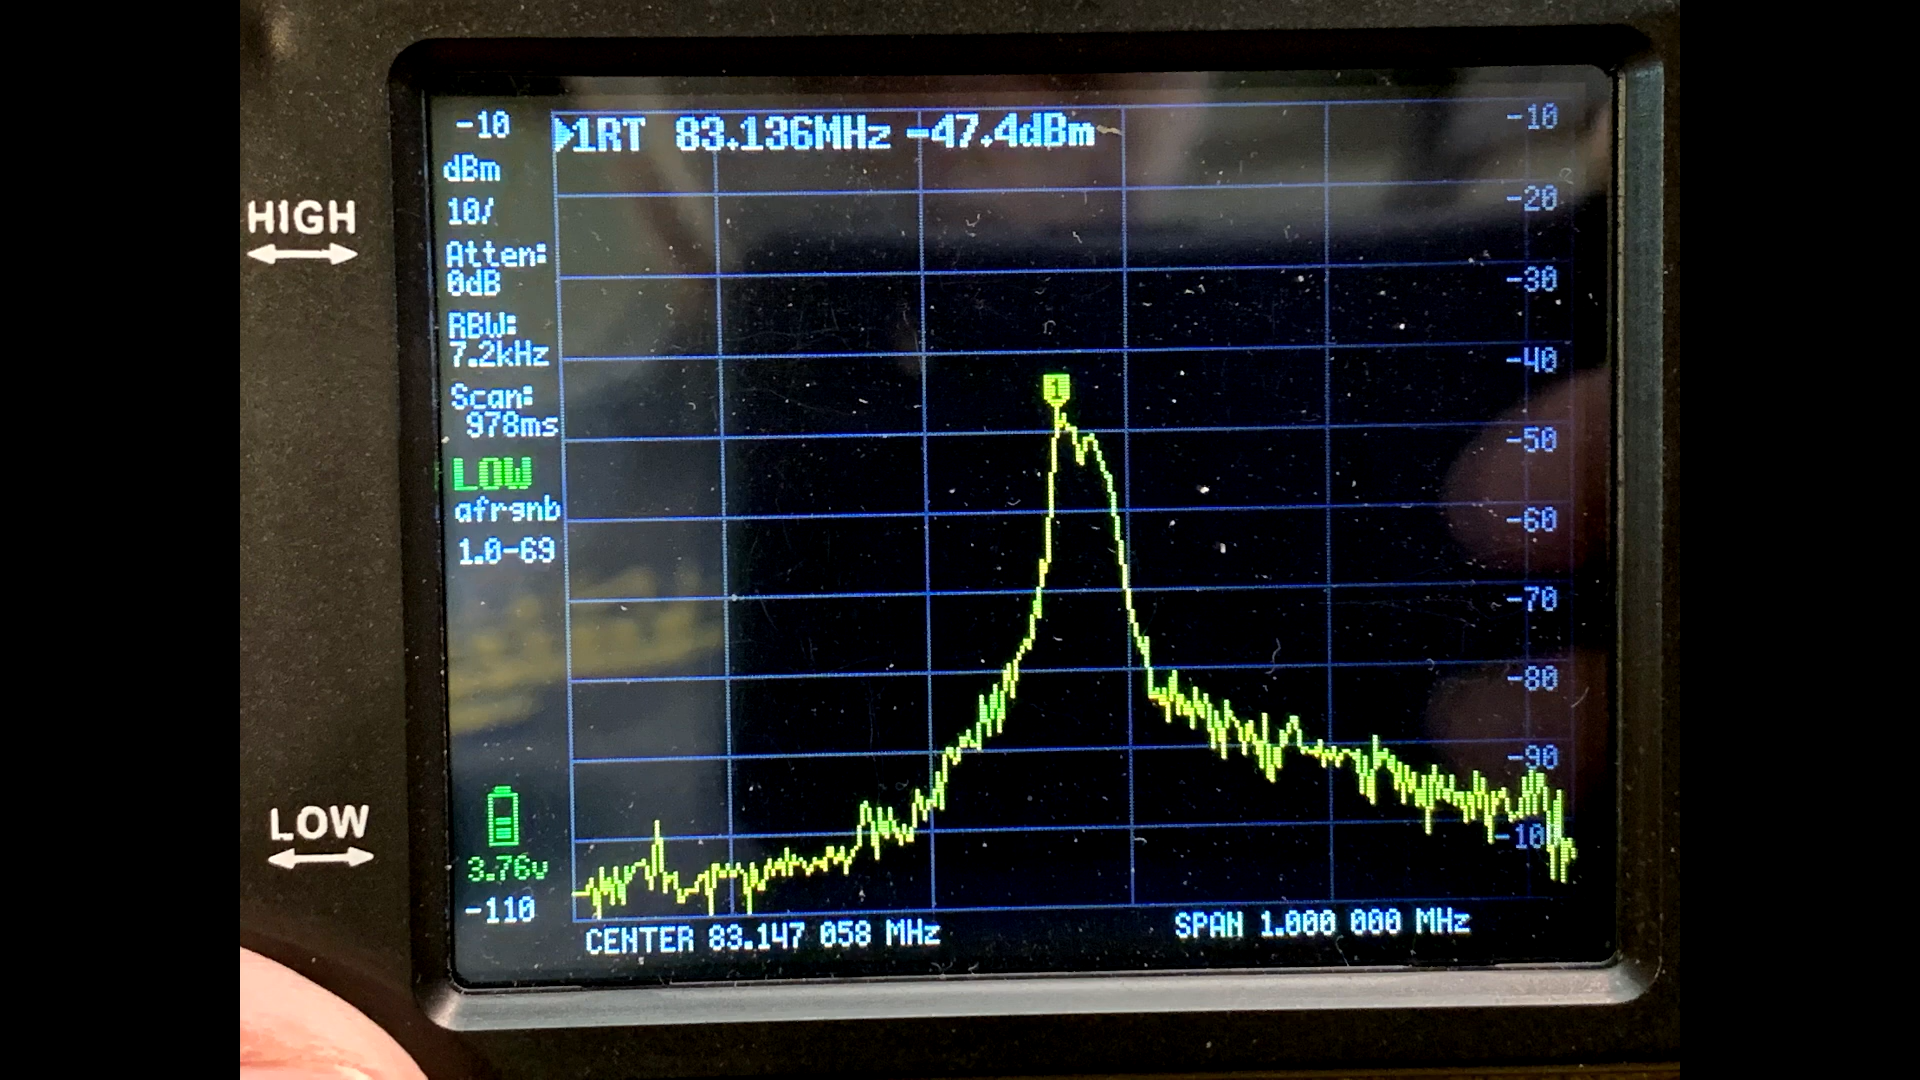 HIGH
LOW
-10
dBm
10/
Atten:
0dB
RBW:
7.2kHz
Scan:
978ms
LOW
afrgnb
1.0-69
3.76v
-110
1RT 83.136MHz -47.4dBm
1
-10
-20
-30
-40
-50
-60
-70
-80
-90
-10
CENTER 83.147 058 MHz
SPAN 1.000 000 MHz